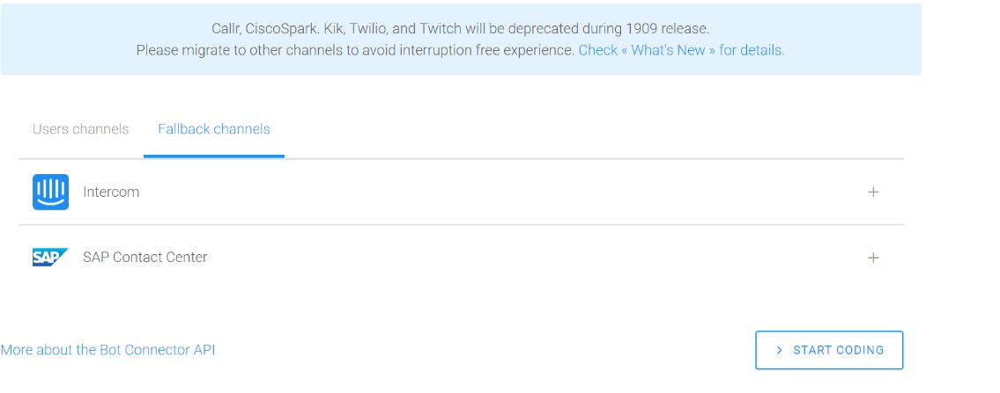 Callr, CiscoSpark. Kik, Twilio, and Twitch will be deprecated during 1909 release.
Please migrate to other channels to avoid interruption free experience. Check « What's New » for details.
Users channels
Fallback channels
Intercom
+
SAP
SAP Contact Center
+
More about the Bot Connector API
> START CODING